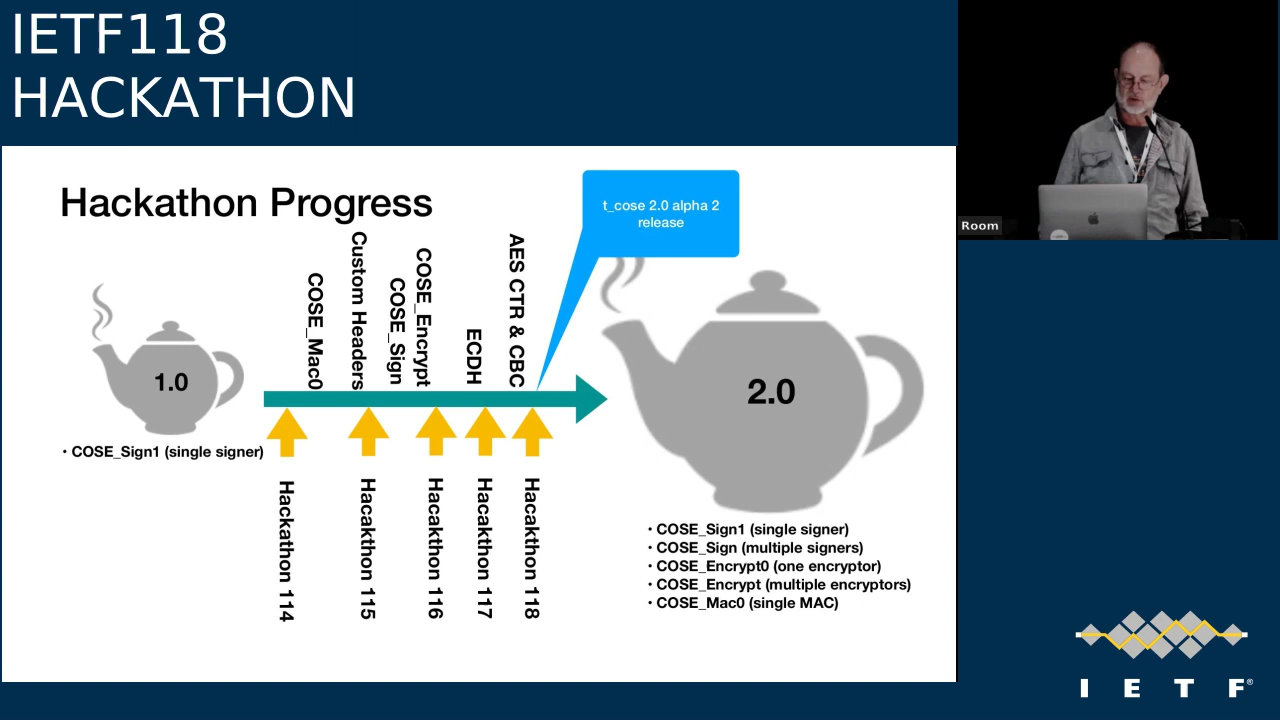 IETF118
HACKATHON
Room
Hackathon Progress
t_cose 2.0 alpha 2
release
COSE_Mac0
Custom Headers
COSE_Sign
COSE_Encrypt
ECDH
AES CTR & CBC
1.0
2.0
• COSE_Sign1 (single signer)
Hackathon 114
Hacakthon 115
Hacakthon 116
Hacakthon 117
Hacakthon 118
• COSE_Sign1 (single signer)
• COSE_Sign (multiple signers)
• COSE_Encrypt0 (one encryptor)
• COSE_Encrypt (multiple encryptors)
• COSE_Mac0 (single MAC)
I E T F®